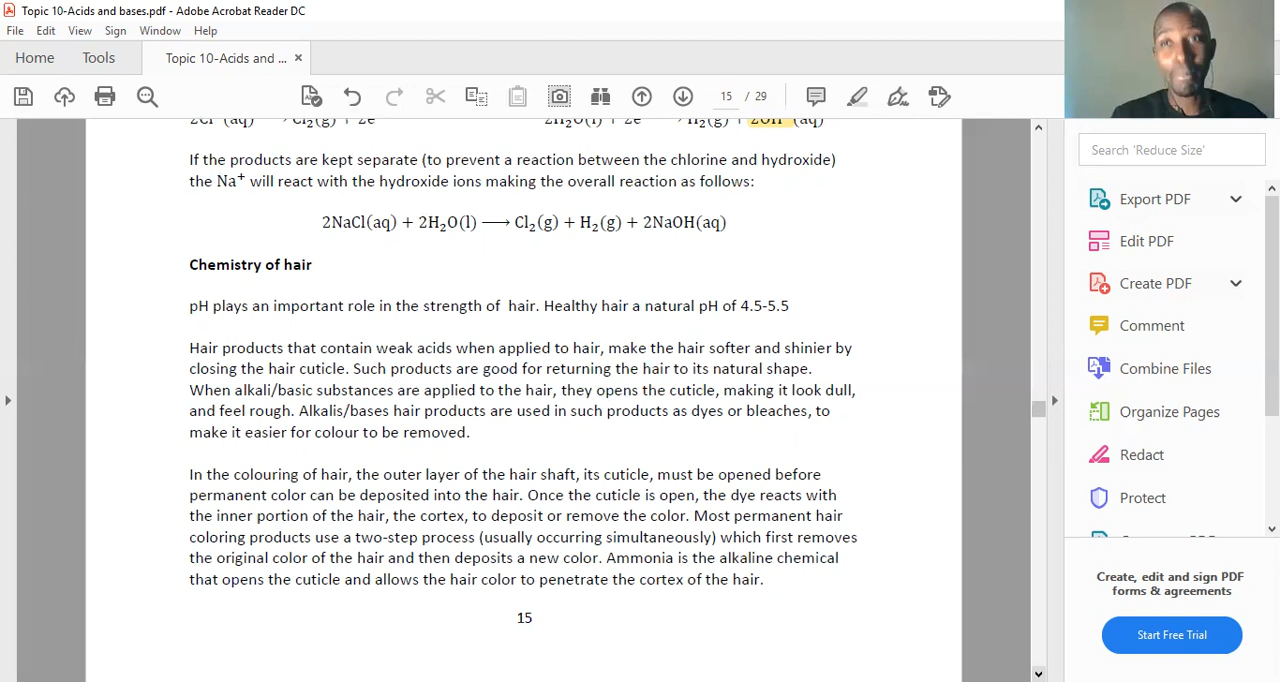 Topic 10-Acids and bases.pdf - Adobe Acrobat Reader DC
File Edit View Sign Window Help
Home Tools Topic 10-Acids and ... ×
15 / 29
2Cl⁻(aq) → Cl₂(g) + 2e⁻ 2H₂O(l) + 2e⁻ → H₂(g) + 2OH⁻(aq)
If the products are kept separate (to prevent a reaction between the chlorine and hydroxide)
the Na⁺ will react with the hydroxide ions making the overall reaction as follows:
2NaCl(aq) + 2H₂O(l) ⟶ Cl₂(g) + H₂(g) + 2NaOH(aq)
Chemistry of hair
pH plays an important role in the strength of hair. Healthy hair a natural pH of 4.5-5.5
Hair products that contain weak acids when applied to hair, make the hair softer and shinier by
closing the hair cuticle. Such products are good for returning the hair to its natural shape.
When alkali/basic substances are applied to the hair, they opens the cuticle, making it look dull,
and feel rough. Alkalis/bases hair products are used in such products as dyes or bleaches, to
make it easier for colour to be removed.
In the colouring of hair, the outer layer of the hair shaft, its cuticle, must be opened before
permanent color can be deposited into the hair. Once the cuticle is open, the dye reacts with
the inner portion of the hair, the cortex, to deposit or remove the color. Most permanent hair
coloring products use a two-step process (usually occurring simultaneously) which first removes
the original color of the hair and then deposits a new color. Ammonia is the alkaline chemical
that opens the cuticle and allows the hair color to penetrate the cortex of the hair.
15
Search 'Reduce Size'
Export PDF
Edit PDF
Create PDF
Comment
Combine Files
Organize Pages
Redact
Protect
Create, edit and sign PDF
forms & agreements
Start Free Trial